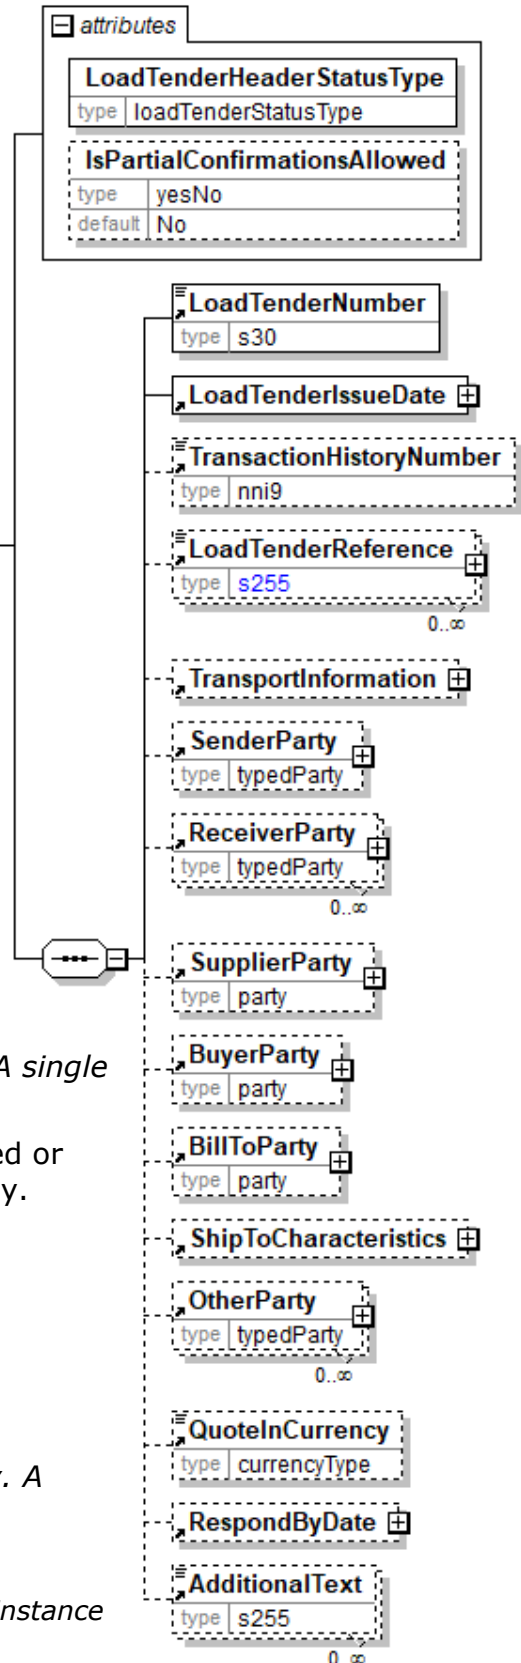 attributes
LoadTenderHeaderStatusType
type loadTenderStatusType
IsPartialConfirmationsAllowed
type yesNo
default No
LoadTenderNumber
type s30
LoadTenderIssueDate
TransactionHistoryNumber
type nni9
LoadTenderReference
type s255
0..∞
TransportInformation
SenderParty
type typedParty
ReceiverParty
type typedParty
0..∞
SupplierParty
type party
A single
BuyerParty
type party
ed or
BillToParty
type party
y.
ShipToCharacteristics
OtherParty
type typedParty
0..∞
QuoteInCurrency
type currencyType
. A
RespondByDate
AdditionalText
type s255
instance
0..∞